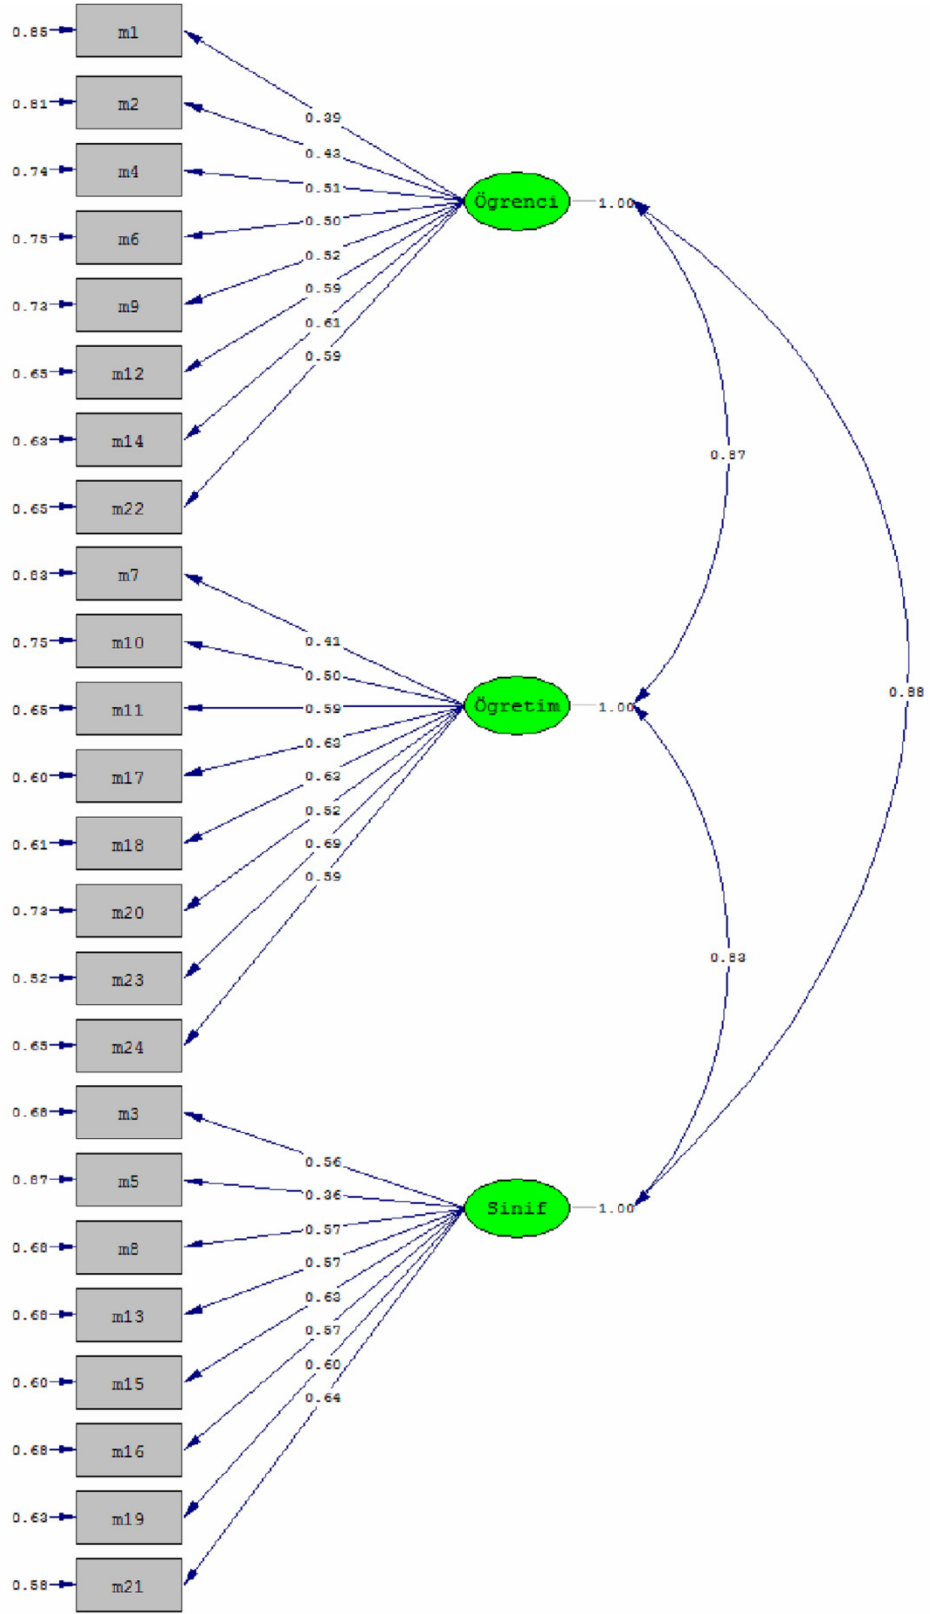 0.85 m1
0.39
0.81 m2
0.43
0.74 m4
0.51
Ögrenci 1.00
0.75 m6
0.50
0.52
0.73 m9
0.59
0.61
0.59
0.65 m12
0.63 m14
0.87
0.65 m22
0.83 m7
0.41
0.75 m10
0.50
0.88
0.65 m11
0.59
Ögretim 1.00
0.63
0.60 m17
0.63
0.52
0.61 m18
0.69
0.59
0.73 m20
0.83
0.52 m23
0.65 m24
0.68 m3
0.56
0.87 m5
0.36
Sinif 1.00
0.57
0.68 m8
0.57
0.63
0.68 m13
0.57
0.60
0.60 m15
0.64
0.68 m16
0.63 m19
0.58 m21